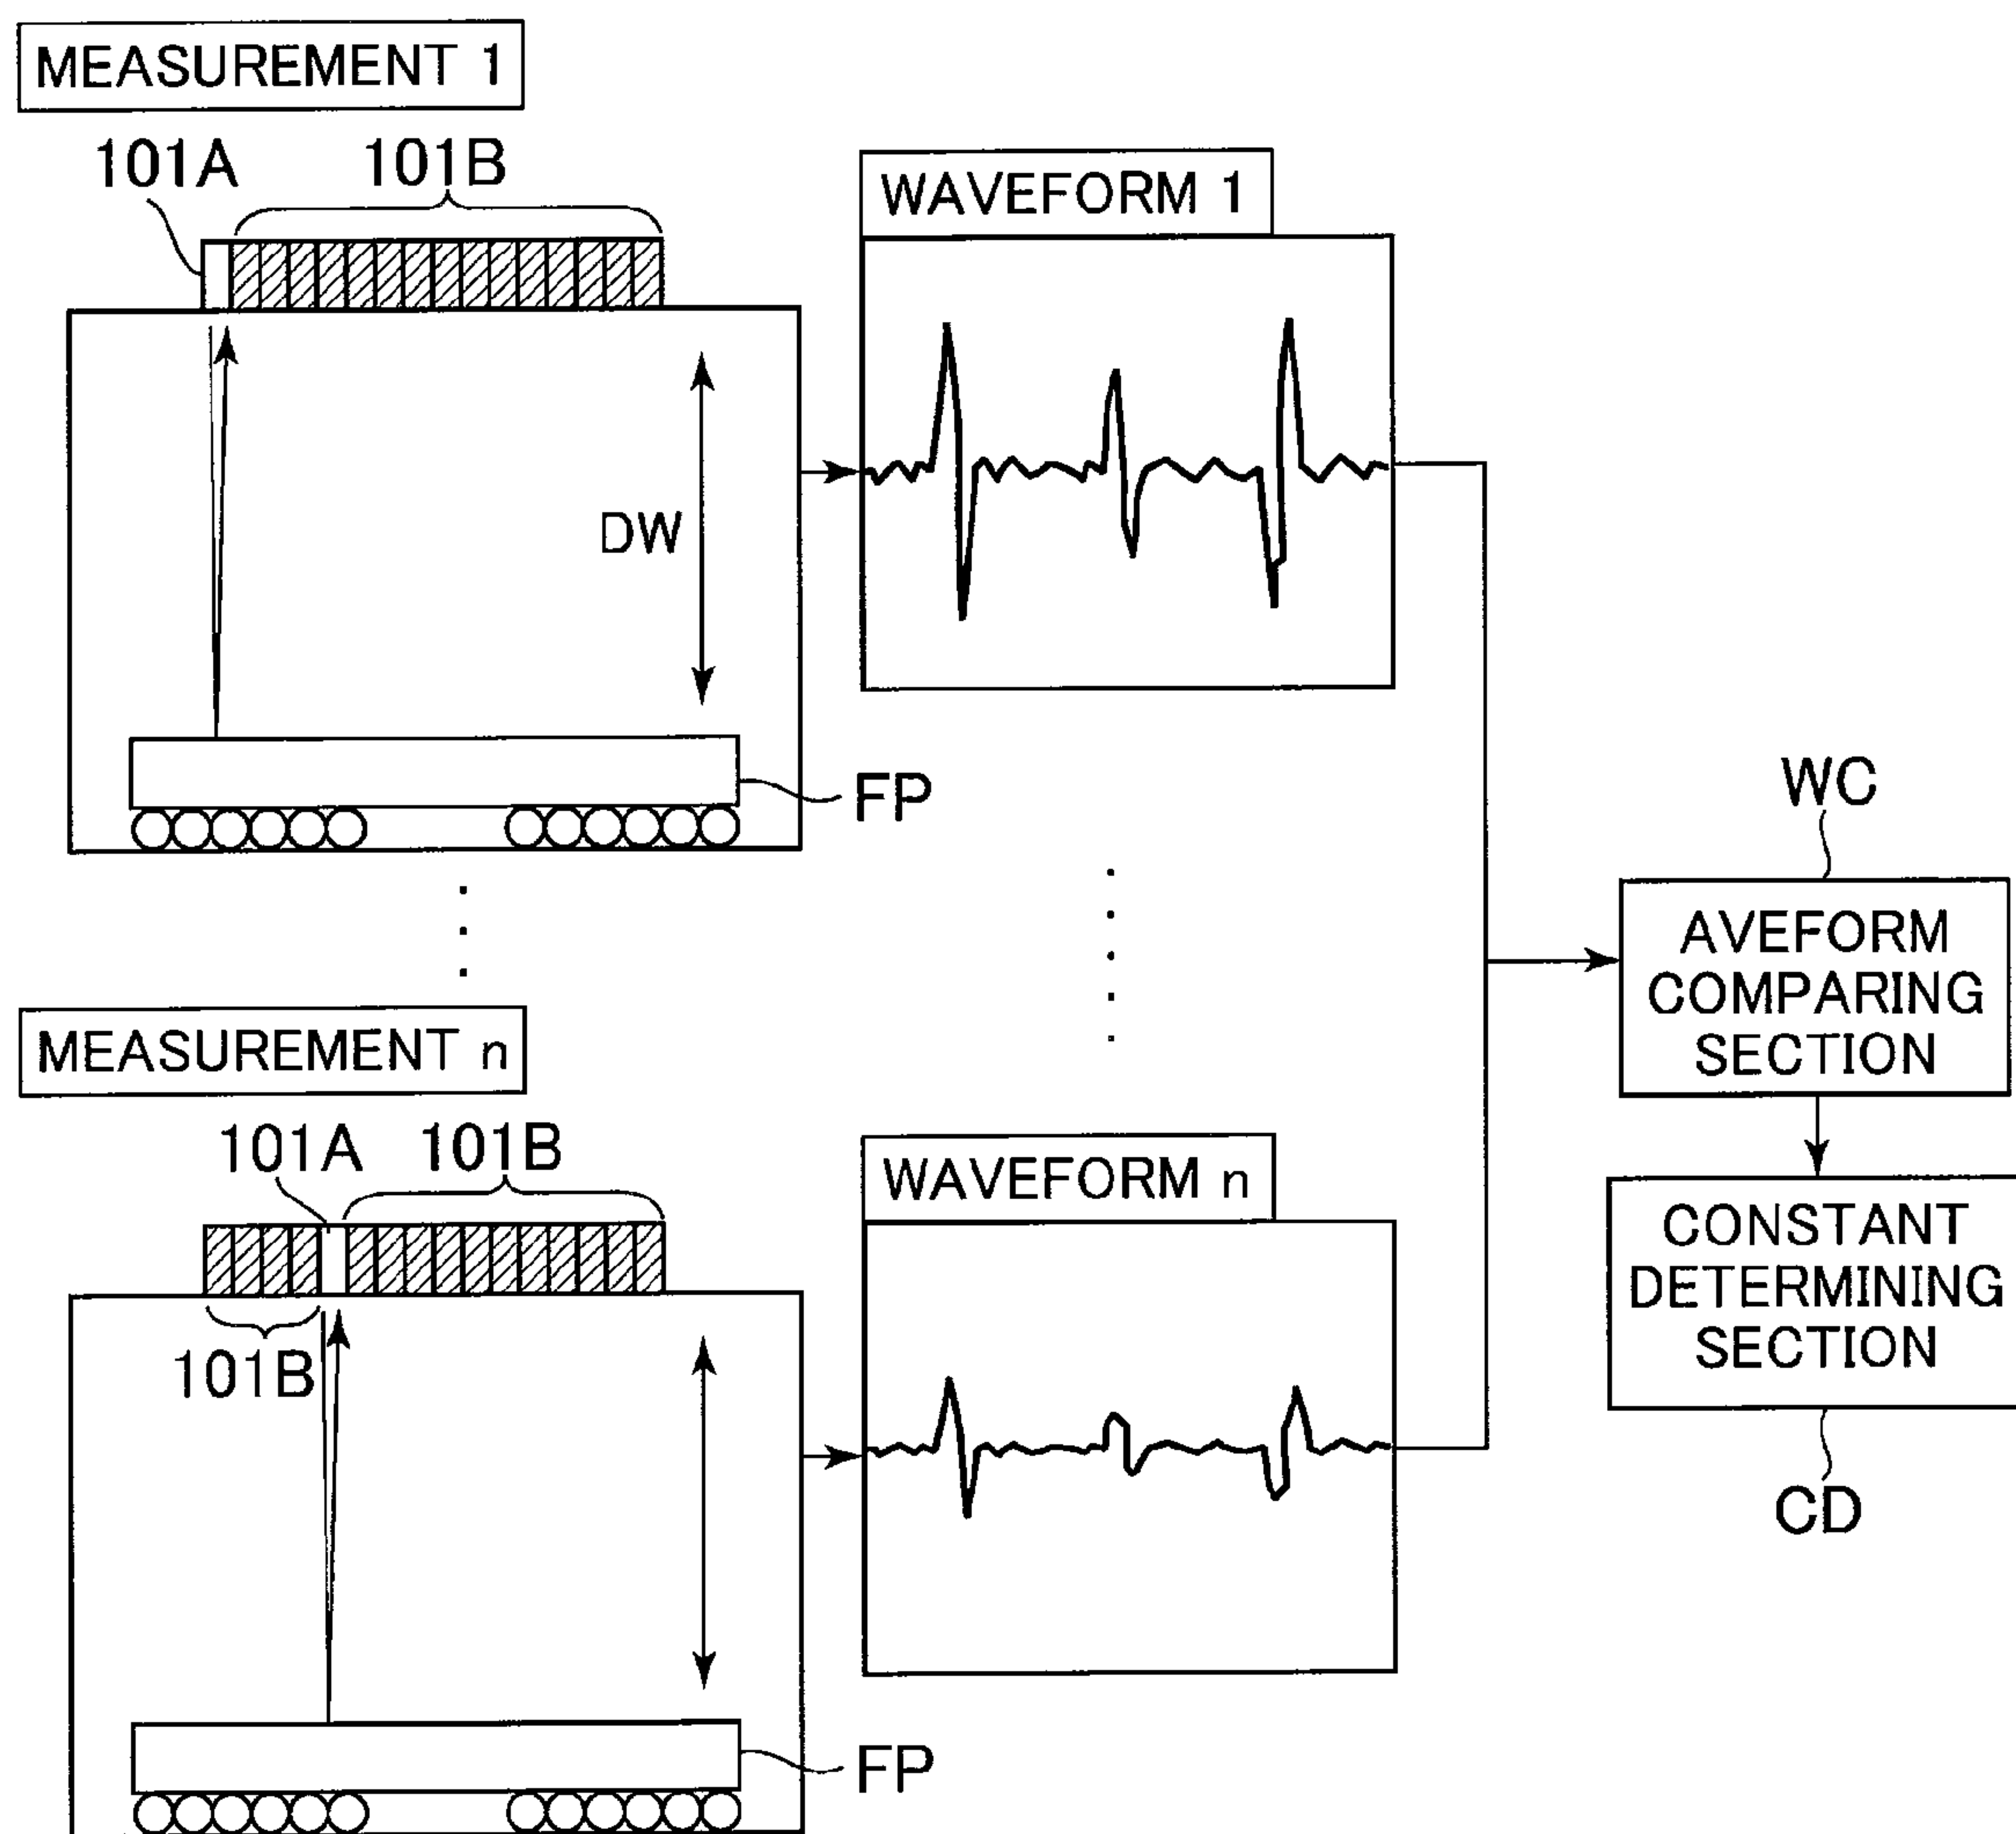 MEASUREMENT 1
101A
101B
WAVEFORM 1
DW
FP
WC
AVEFORM
COMPARING
SECTION
MEASUREMENT n
101A
101B
WAVEFORM n
CONSTANT
DETERMINING
SECTION
101B
CD
FP